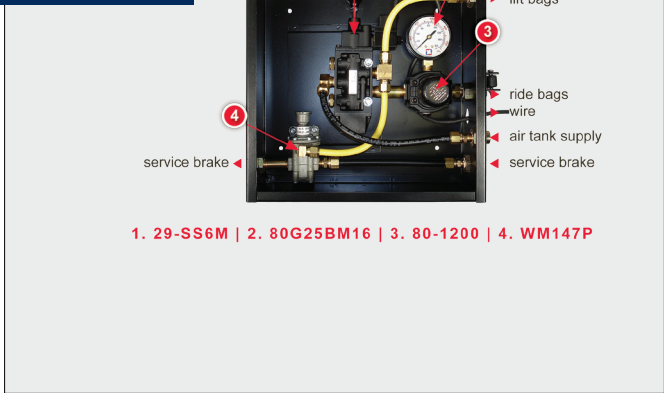 lift bags
3
ride bags
wire
4
air tank supply
service brake
service brake
1. 29-SS6M | 2. 80G25BM16 | 3. 80-1200 | 4. WM147P